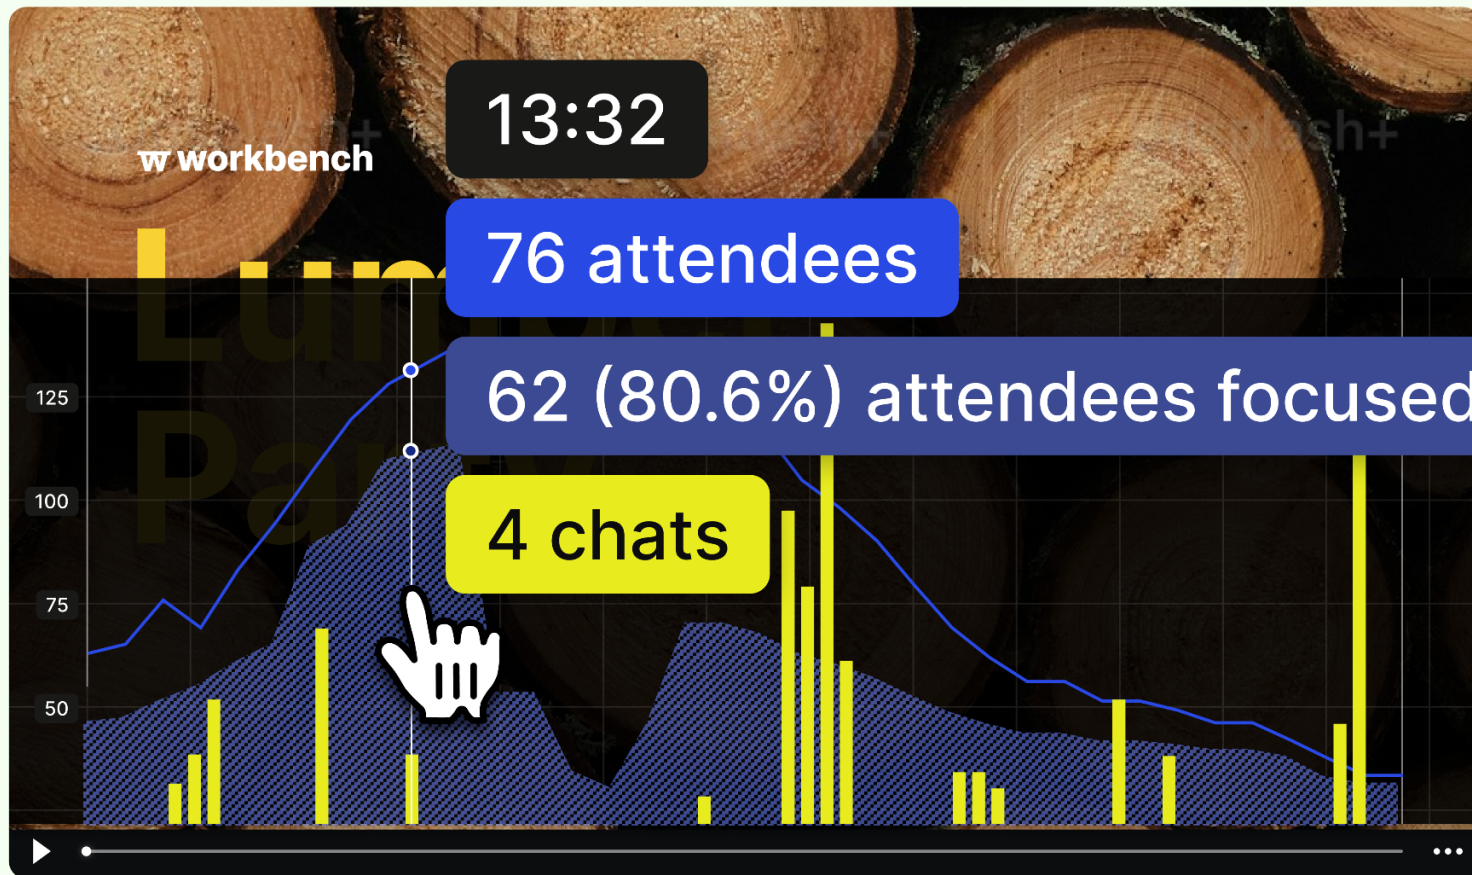 13:32
w workbench
76 attendees
62 (80.6%) attendees focused
4 chats
125
100
75
50